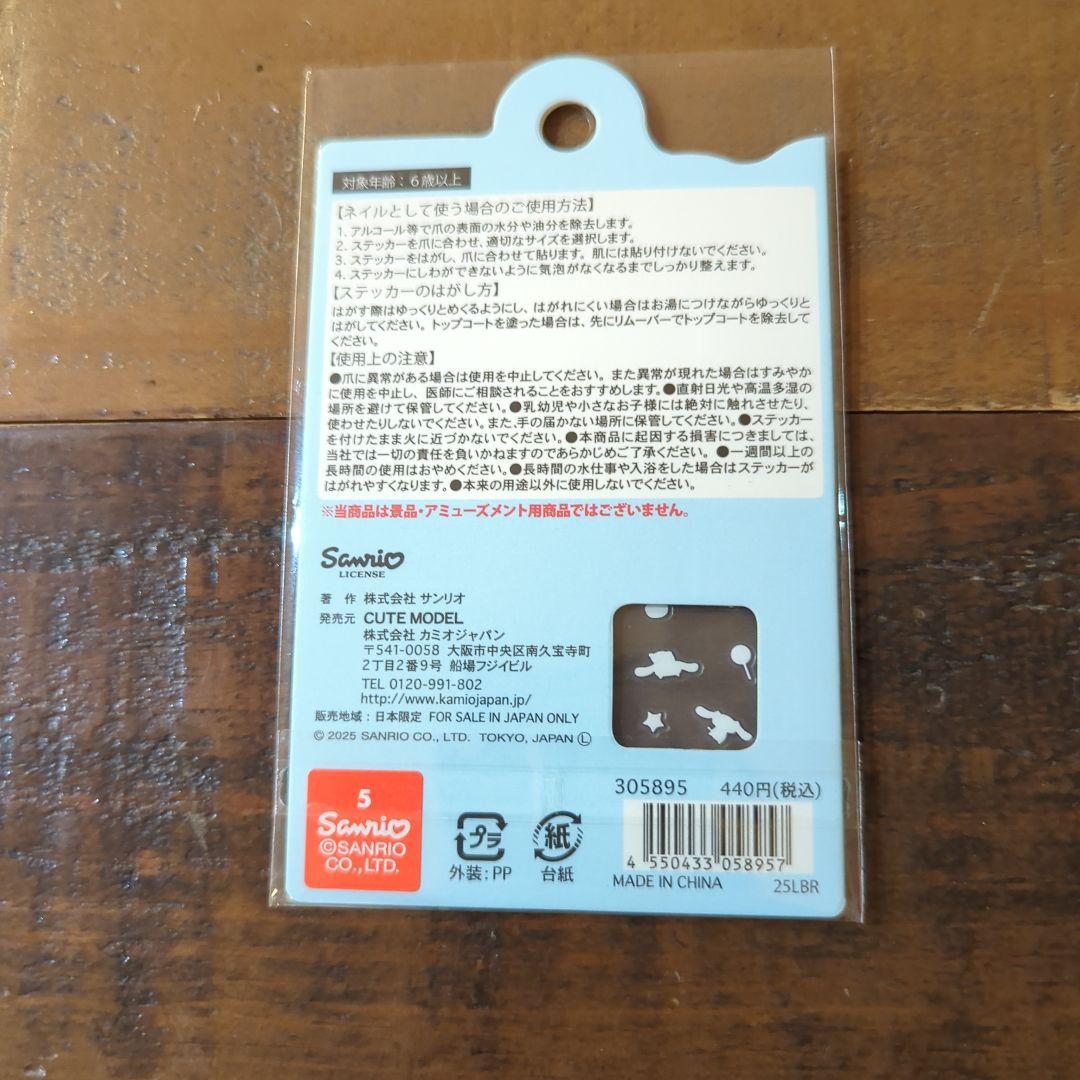 対象年齢:6歳以上
【ネイルとして使う場合のご使用方法】
1. アルコール等で爪の表面の水分や油分を除去します。
2. ステッカーを爪に合わせ、適切なサイズを選択します。
3. ステッカーをはがし、爪に合わせて貼ります。肌には貼り付けないでください。
4. ステッカーにしわができないように気泡がなくなるまでしっかり整えます。
【ステッカーのはがし方】
はがす際はゆっくりとめくるようにし、はがれにくい場合はお湯につけながらゆっくりと
はがしてください。トップコートを塗った場合は、先にリムーバーでトップコートを除去して
ください。
【使用上の注意】
●爪に異常がある場合は使用を中止してください。また異常が現れた場合はすみやか
に使用を中止し、医師にご相談されることをおすすめします。●直射日光や高温多湿の
場所を避けて保管してください。●乳幼児や小さなお子様には絶対に触れさせたり、
使わせたりしないでください。また、手の届かない場所に保管してください。●ステッカー
を付けたまま火に近づかないでください。●本商品に起因する損害につきましては、
当社では一切の責任を負いかねますのであらかじめご了承ください。●一週間以上の
長時間の使用はおやめください。●長時間の水仕事や入浴をした場合はステッカーが
はがれやすくなります。●本来の用途以外に使用しないでください。
※当商品は景品・アミューズメント用商品ではございません。
Sanrio
LICENSE
著 作 株式会社 サンリオ
発売元 CUTE MODEL
株式会社 カミオジャパン
〒541-0058 大阪市中央区南久宝寺町
2丁目2番9号 船場フジイビル
TEL 0120-991-802
http://www.kamiojapan.jp/
販売地域:日本限定 FOR SALE IN JAPAN ONLY
© 2025 SANRIO CO., LTD. TOKYO, JAPAN Ⓛ
5
Sanrio
©SANRIO
CO.,LTD.
プラ
外装:PP
紙
台紙
305895 440円(税込)
4 550433 058957
MADE IN CHINA 25LBR